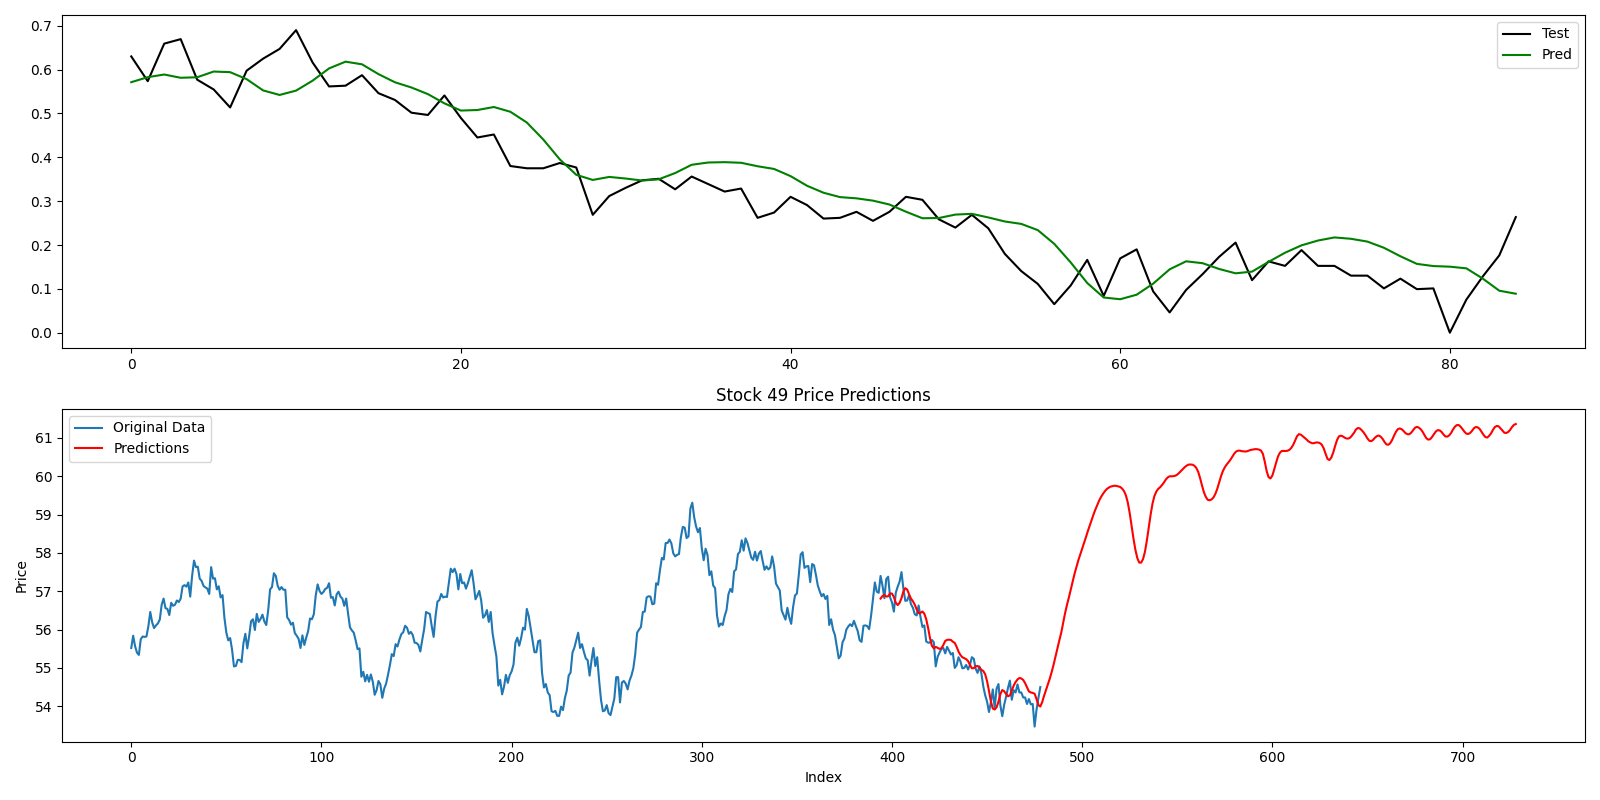 0.7
0.6
0.5
0.4
0.3
0.2
0.1
0.0
Test
Pred
0 20 40 60 80
Stock 49 Price Predictions
Original Data
Predictions
Price
61
60
59
58
57
56
55
54
0 100 200 300 400 500 600 700
Index